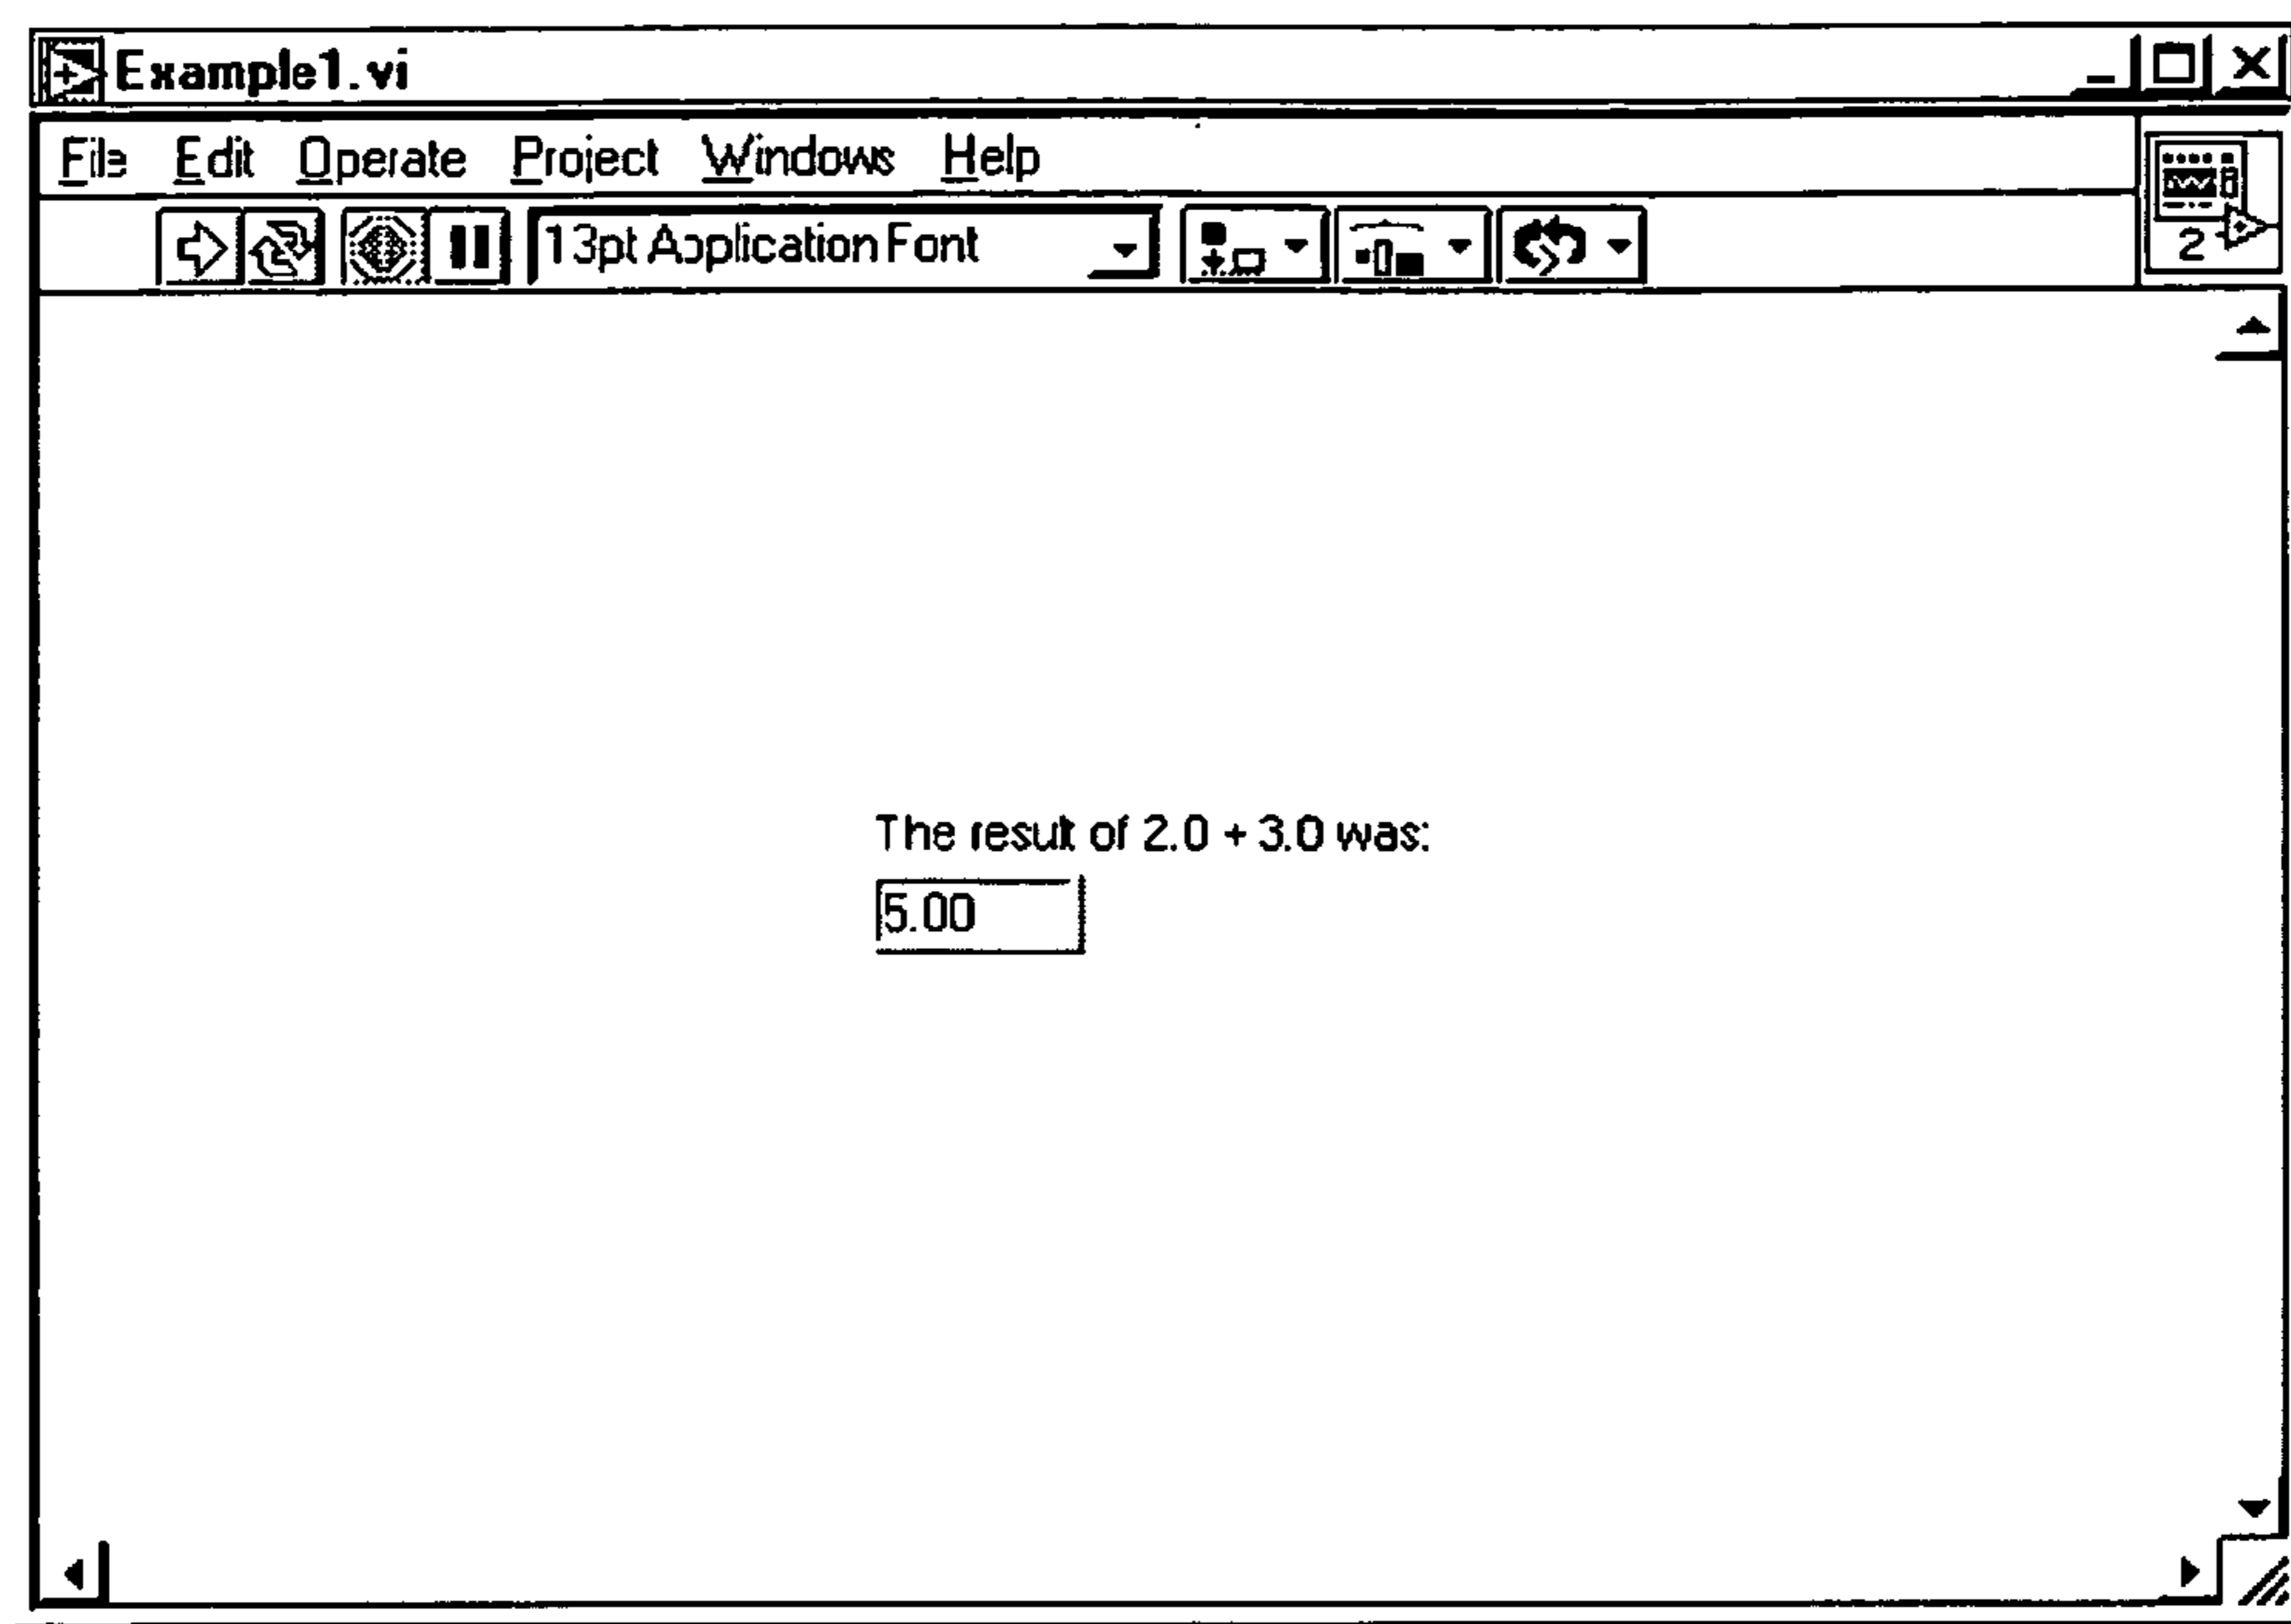 Example1.vi
File Edit Operate Project Windows Help
13pt Application Font
2
The result of 2.0 + 3.0 was:
5.00